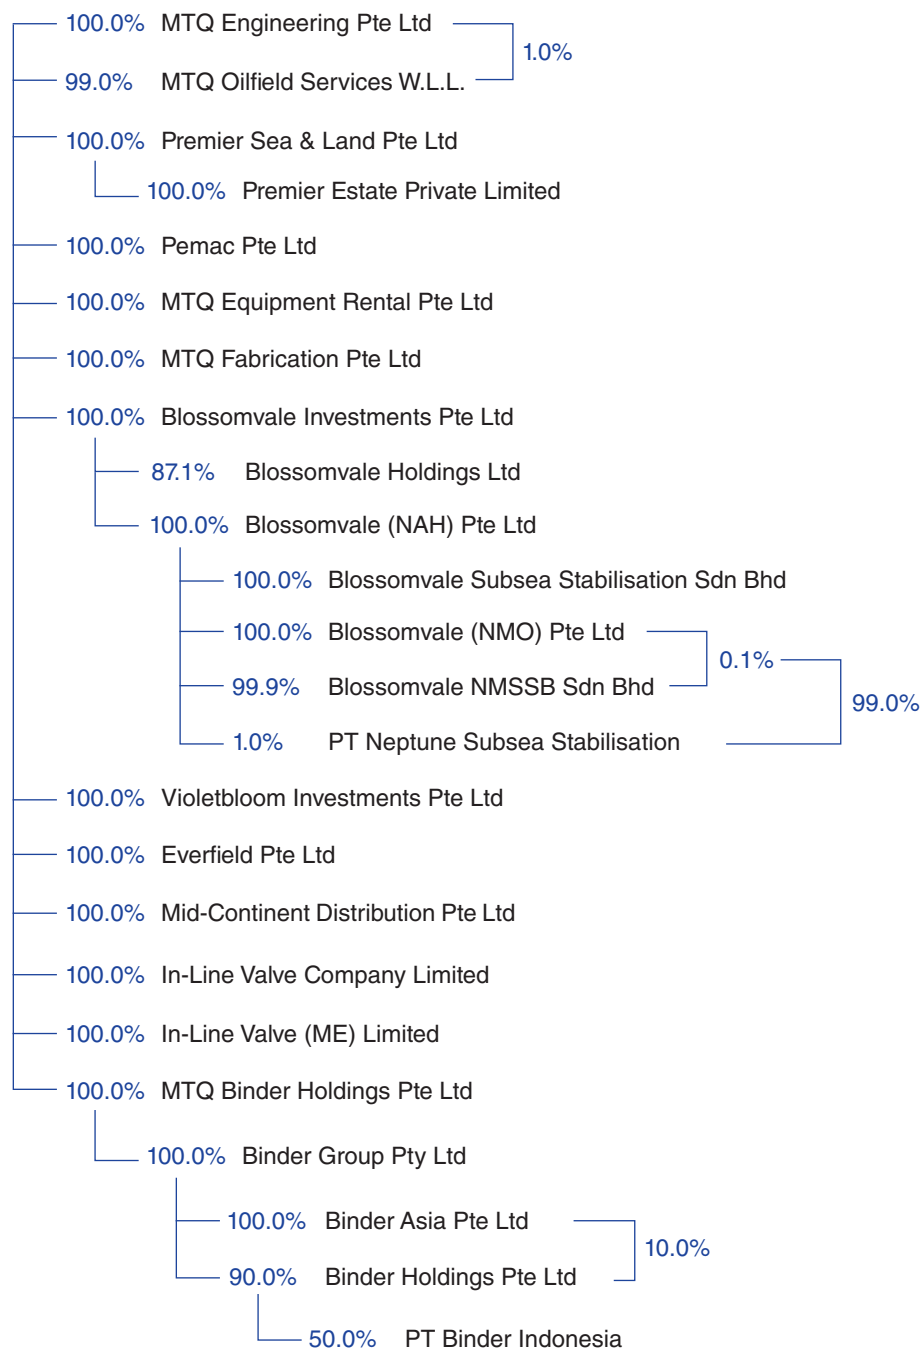 100.0% MTQ Engineering Pte Ltd
1.0%
99.0% MTQ Oilfield Services W.L.L.
100.0% Premier Sea & Land Pte Ltd
100.0% Premier Estate Private Limited
100.0% Pemac Pte Ltd
100.0% MTQ Equipment Rental Pte Ltd
100.0% MTQ Fabrication Pte Ltd
100.0% Blossomvale Investments Pte Ltd
87.1% Blossomvale Holdings Ltd
100.0% Blossomvale (NAH) Pte Ltd
100.0% Blossomvale Subsea Stabilisation Sdn Bhd
100.0% Blossomvale (NMO) Pte Ltd
0.1%
99.9% Blossomvale NMSSB Sdn Bhd
99.0%
1.0% PT Neptune Subsea Stabilisation
100.0% Violetbloom Investments Pte Ltd
100.0% Everfield Pte Ltd
100.0% Mid-Continent Distribution Pte Ltd
100.0% In-Line Valve Company Limited
100.0% In-Line Valve (ME) Limited
100.0% MTQ Binder Holdings Pte Ltd
100.0% Binder Group Pty Ltd
100.0% Binder Asia Pte Ltd
10.0%
90.0% Binder Holdings Pte Ltd
50.0% PT Binder Indonesia